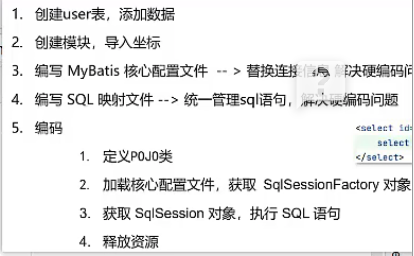 1. 创建user表，添加数据
2. 创建模块，导入坐标
3. 编写 MyBatis 核心配置文件 -- > 替换连接信息 解决硬编码问
4. 编写 SQL 映射文件 --> 统一管理sql语句，解决硬编码问题
5. 编码
<select id=
select
</select>
1. 定义POJO类
2. 加载核心配置文件，获取 SqlSessionFactory 对象
3. 获取 SqlSession 对象，执行 SQL 语句
4. 释放资源